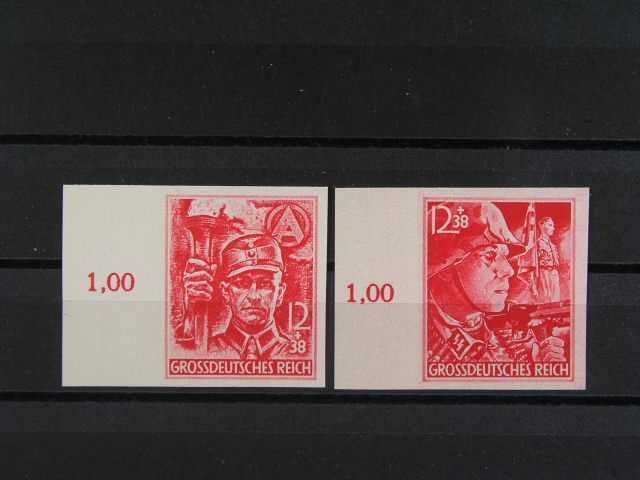 1,00
A
12
+
38
GROSSDEUTSCHES REICH
1,00
12+38
GROSSDEUTSCHES REICH